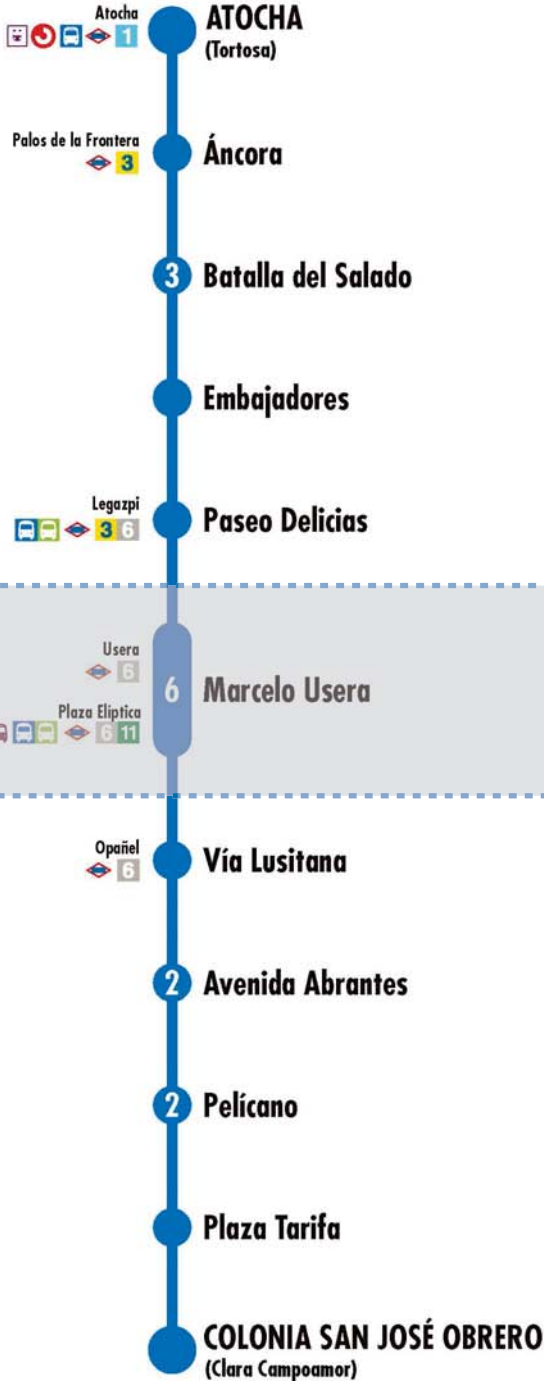 Atocha
1
ATOCHA
(Tortosa)
Palos de la Frontera
3
Áncora
3
Batalla del Salado
Embajadores
Legazpi
3 6
Paseo Delicias
Usera
6
Plaza Elíptica
6 11
6
Marcelo Usera
Opañel
6
Vía Lusitana
2
Avenida Abrantes
2
Pelícano
Plaza Tarifa
COLONIA SAN JOSÉ OBRERO
(Clara Campoamor)